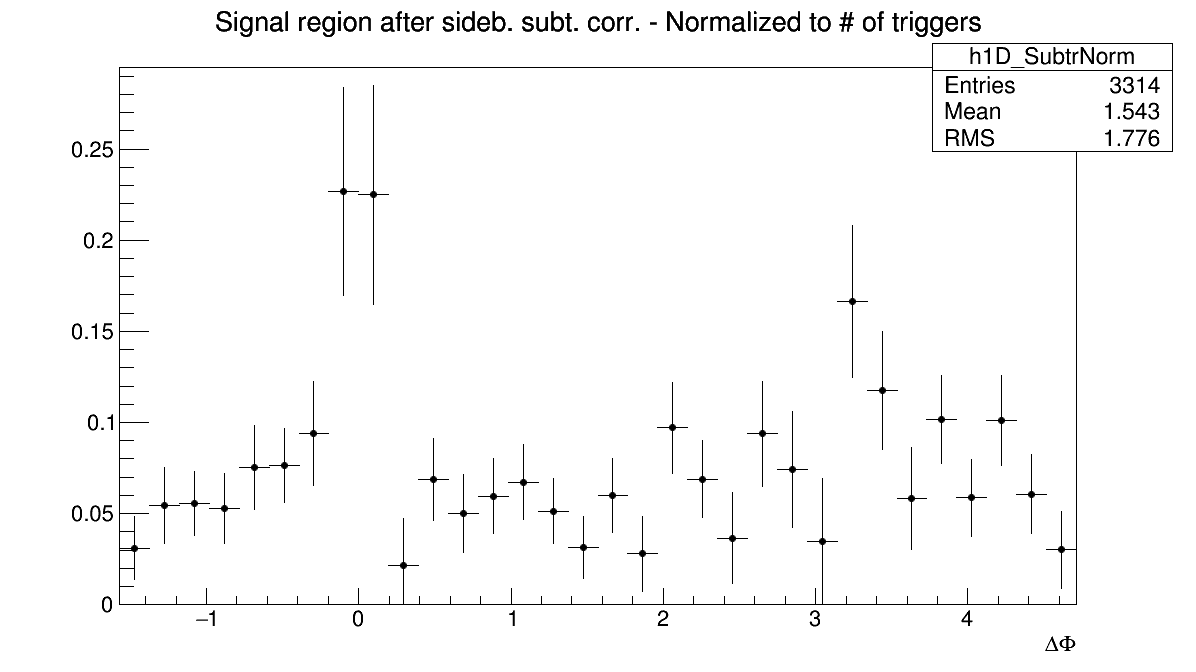 Signal region after sideb. subt. corr. - Normalized to # of triggers
h1D_SubtrNorm
Entries 3314
Mean 1.543
RMS 1.776
0.25
0.2
0.15
0.1
0.05
0
−1 0 1 2 3 4
ΔΦ